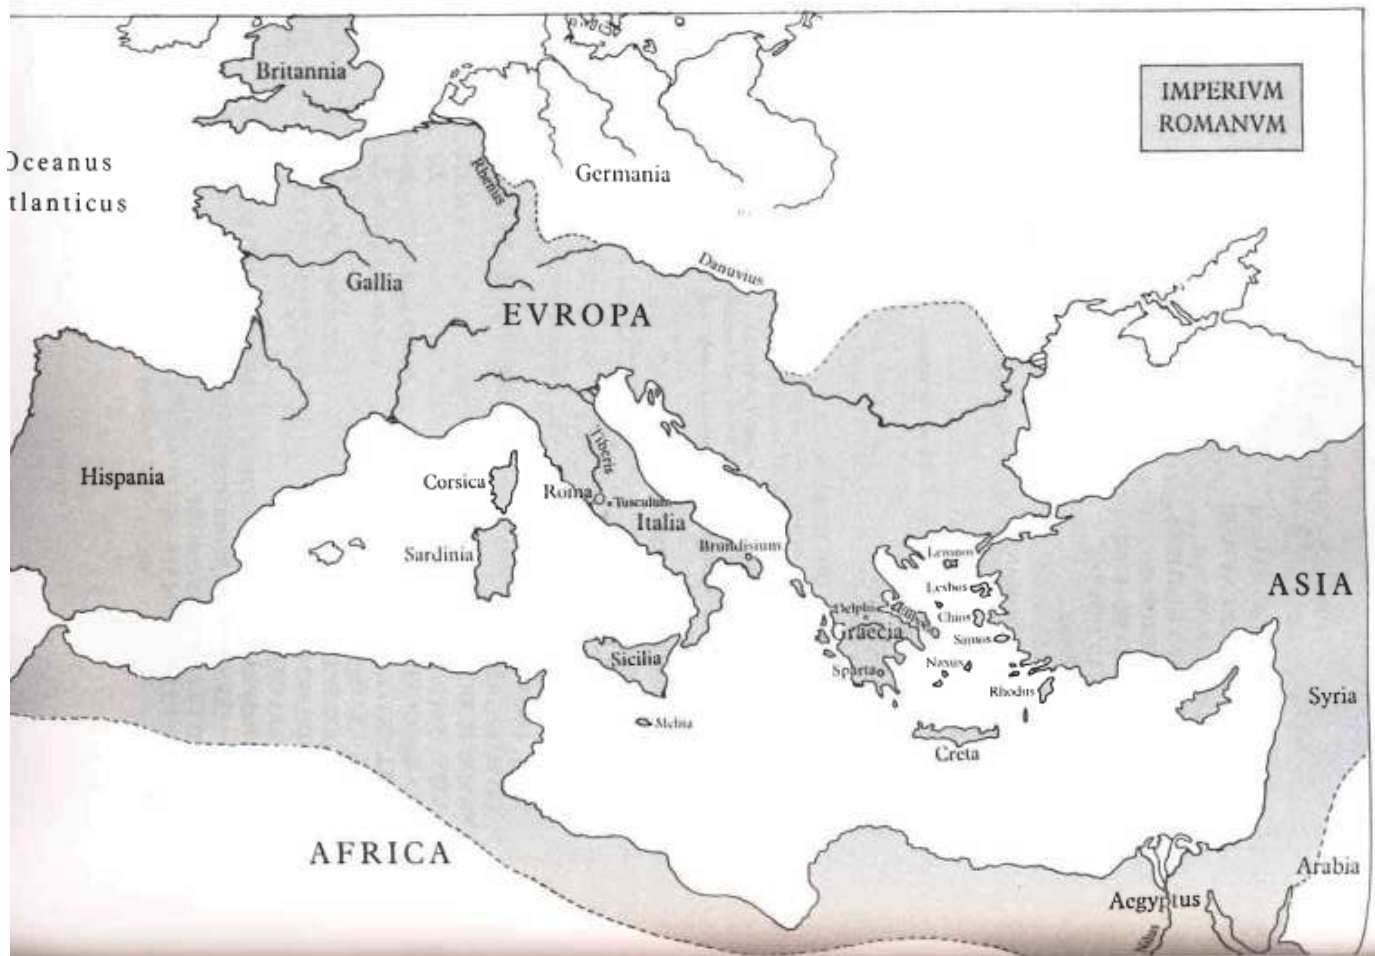 Britannia
IMPERIVM
ROMANVM
Oceanus
tlanticus
Rhenus
Germania
Danuvius
Gallia
EVROPA
Tiberis
Hispania
Corsica
Roma
Tusculum
Italia
Sardinia
Brundisium
Lemnos
ASIA
Lesbos
Delphi
Chios
Graecia
Samos
Sicilia
Sparta
Naxus
Rhodus
Syria
Melita
Creta
AFRICA
Arabia
Aegyptus
Nilus